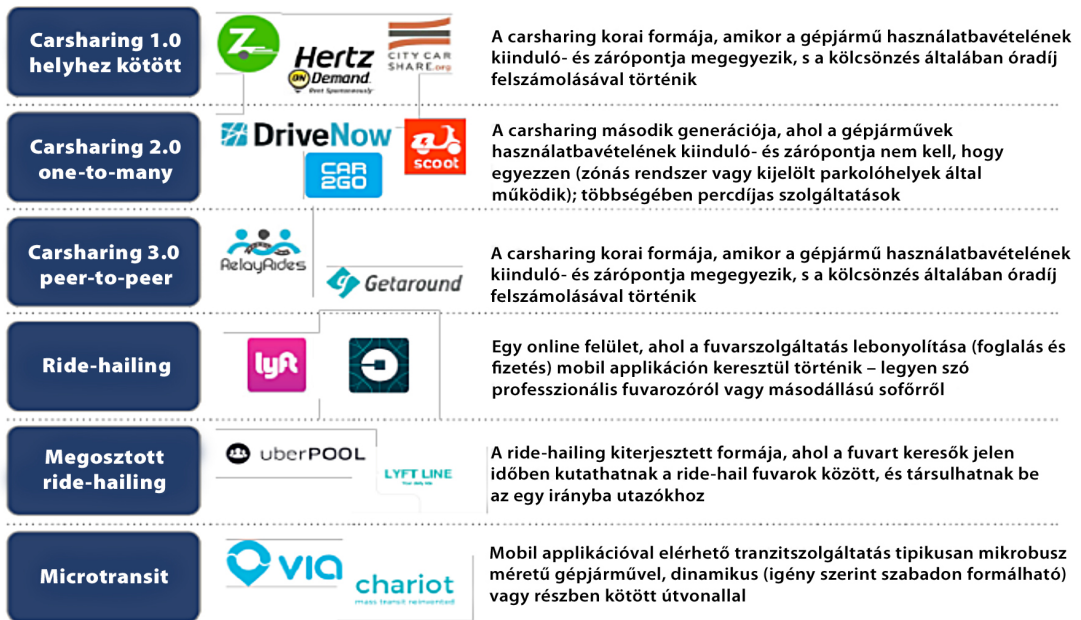 Carsharing 1.0
helyhez kötött
Z
Hertz
ON Demand.
Rent Spontaneously
CITY CAR
SHARE.org
A carsharing korai formája, amikor a gépjármű használatbavételének
kiinduló- és zárópontja megegyezik, s a kölcsönzés általában óradíj
felszámolásával történik
Carsharing 2.0
one-to-many
DriveNow
CAR
2GO
scoot
A carsharing második generációja, ahol a gépjárművek
használatbavételének kiinduló- és zárópontja nem kell, hogy
egyezzen (zónás rendszer vagy kijelölt parkolóhelyek által
működik); többségében percdíjas szolgáltatások
Carsharing 3.0
peer-to-peer
RelayRides
Getaround
A carsharing korai formája, amikor a gépjármű használatbavételének
kiinduló- és zárópontja megegyezik, s a kölcsönzés általában óradíj
felszámolásával történik
Ride-hailing
lyft
Egy online felület, ahol a fuvarszolgáltatás lebonyolítása (foglalás és
fizetés) mobil applikáción keresztül történik – legyen szó
professzionális fuvarozóról vagy másodállású sofőrről
Megosztott
ride-hailing
uberPOOL
LYFT LINE
A ride-hailing kiterjesztett formája, ahol a fuvart keresők jelen
időben kutathatnak a ride-hail fuvarok között, és társulhatnak be
az egy irányba utazókhoz
Microtransit
via
chariot
mass transit reinvented
Mobil applikációval elérhető tranzitszolgáltatás tipikusan mikrobusz
méretű gépjárművel, dinamikus (igény szerint szabadon formálható)
vagy részben kötött útvonallal